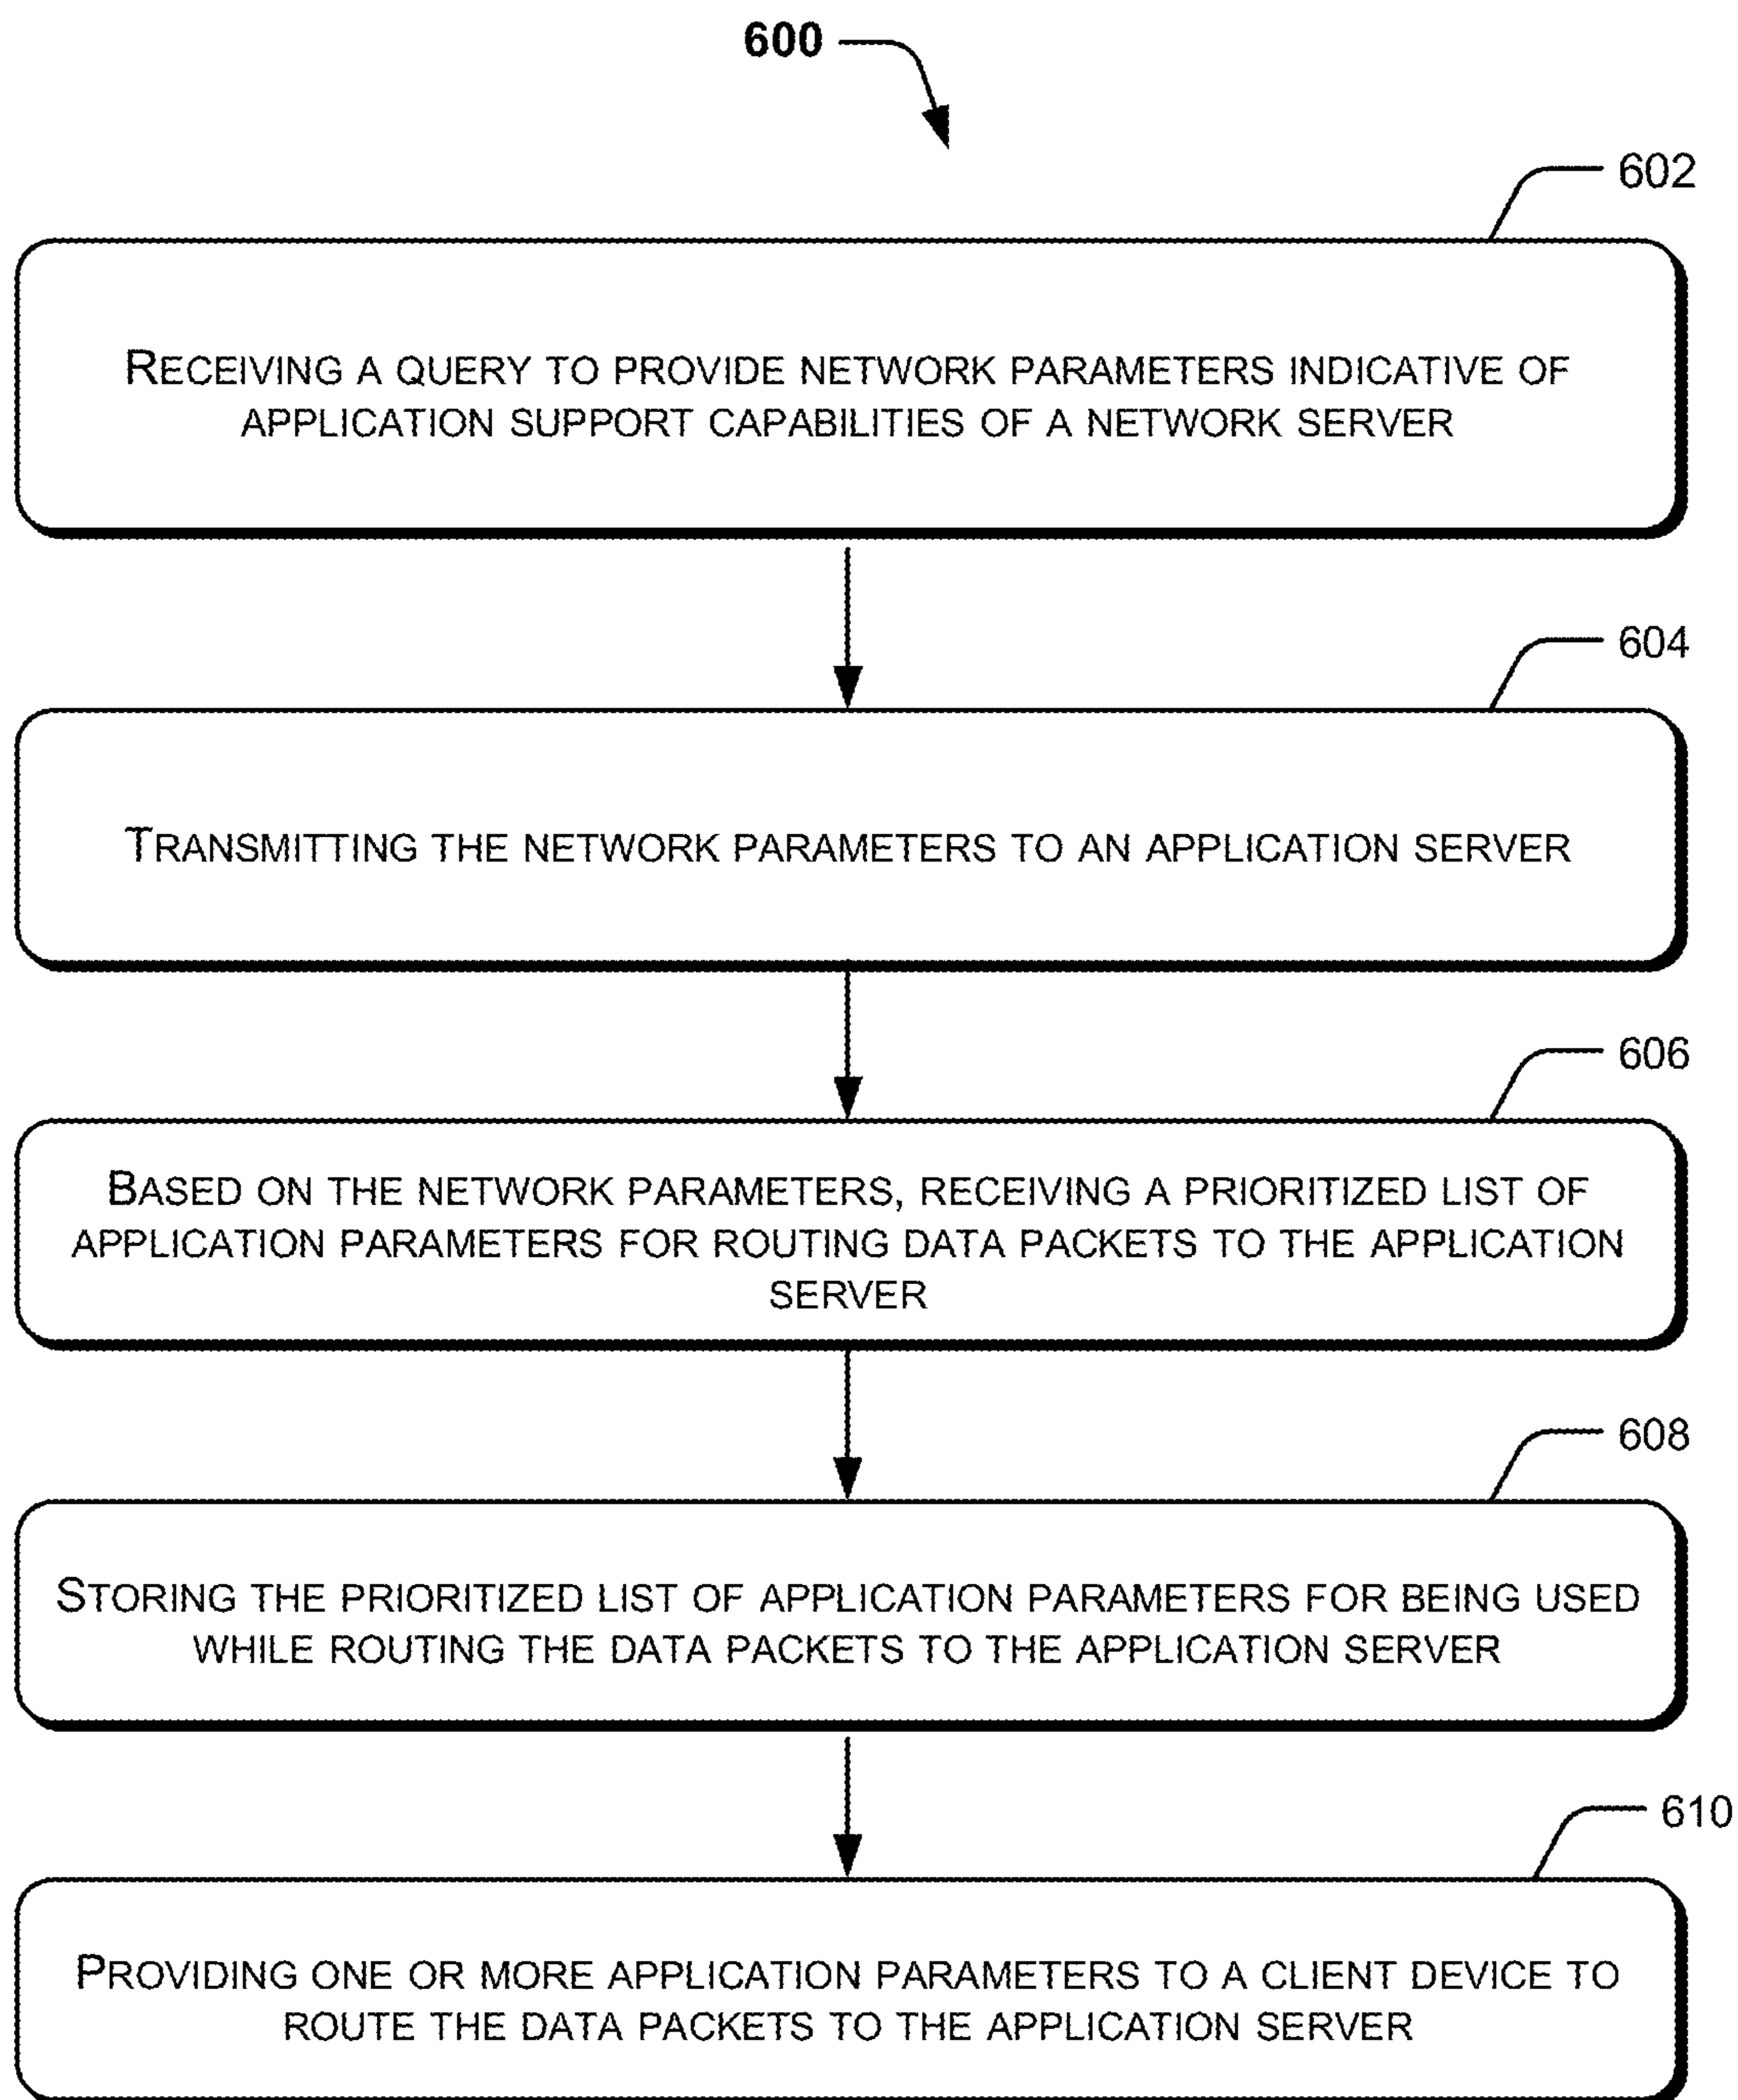 600
602
RECEIVING A QUERY TO PROVIDE NETWORK PARAMETERS INDICATIVE OF
APPLICATION SUPPORT CAPABILITIES OF A NETWORK SERVER
604
TRANSMITTING THE NETWORK PARAMETERS TO AN APPLICATION SERVER
606
BASED ON THE NETWORK PARAMETERS, RECEIVING A PRIORITIZED LIST OF
APPLICATION PARAMETERS FOR ROUTING DATA PACKETS TO THE APPLICATION
SERVER
608
STORING THE PRIORITIZED LIST OF APPLICATION PARAMETERS FOR BEING USED
WHILE ROUTING THE DATA PACKETS TO THE APPLICATION SERVER
610
PROVIDING ONE OR MORE APPLICATION PARAMETERS TO A CLIENT DEVICE TO
ROUTE THE DATA PACKETS TO THE APPLICATION SERVER